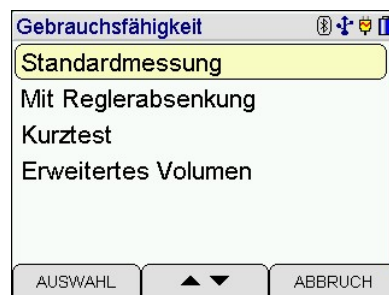 Gebrauchsfähigkeit
Standardmessung
Mit Reglerabsenkung
Kurztest
Erweitertes Volumen
AUSWAHL ▲ ▼ ABBRUCH